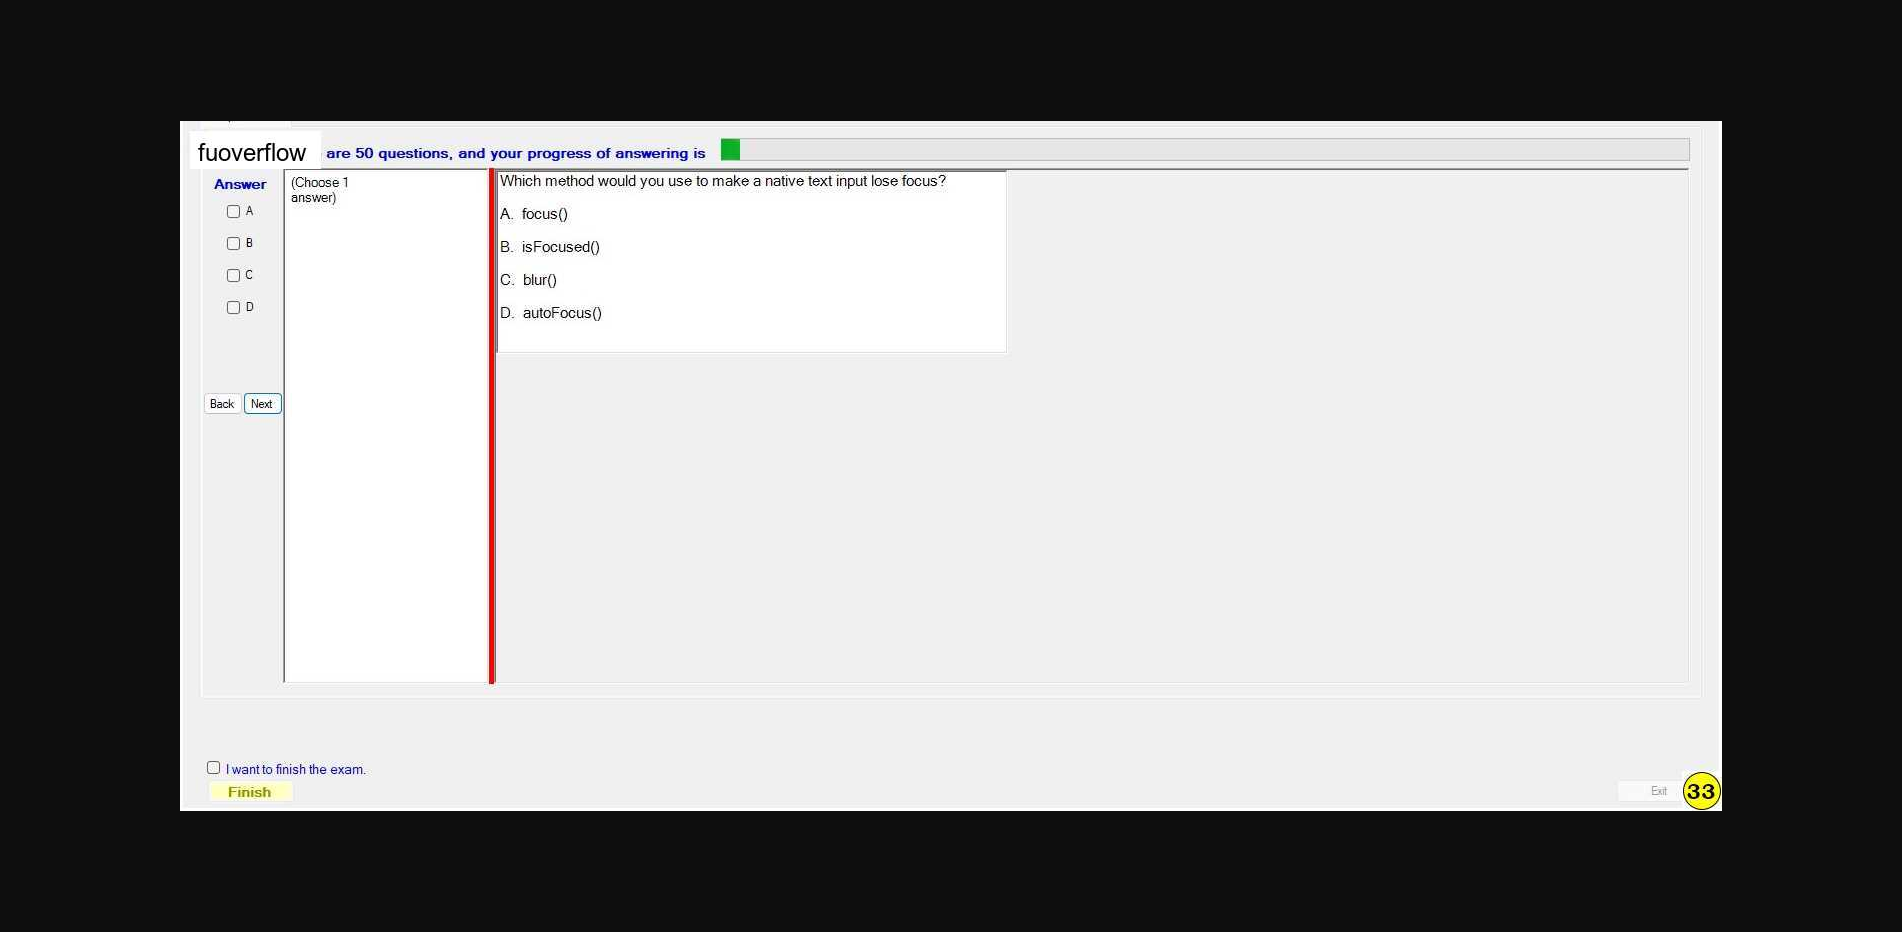 fuoverflow are 50 questions, and your progress of answering is
Answer
A
B
C
D
Back Next
(Choose 1
answer)
Which method would you use to make a native text input lose focus?
A. focus()
B. isFocused()
C. blur()
D. autoFocus()
I want to finish the exam.
Finish
Exit
33